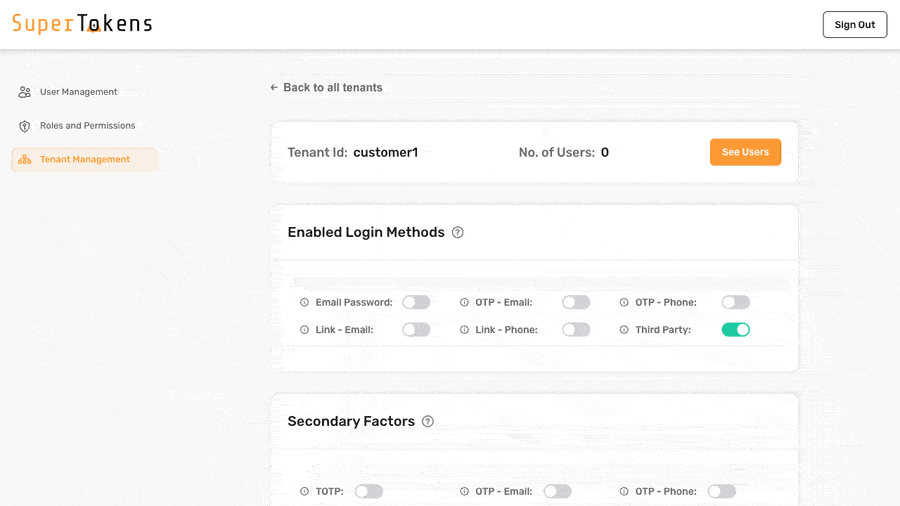 SuperTokens
Sign Out
User Management
Roles and Permissions
Tenant Management
← Back to all tenants
Tenant Id: customer1
No. of Users: 0
See Users
Enabled Login Methods
Email Password:
OTP - Email:
OTP - Phone:
Link - Email:
Link - Phone:
Third Party:
Secondary Factors
TOTP:
OTP - Email:
OTP - Phone: